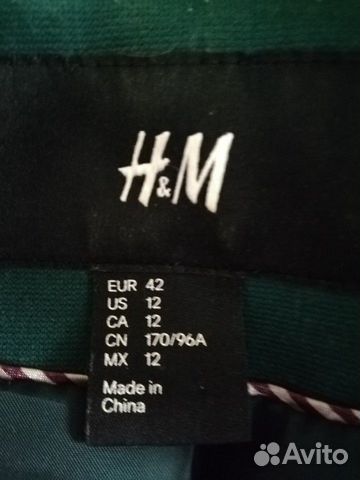 H&M
EUR 42
US 12
CA 12
CN 170/96A
MX 12
Made in
China
Avito